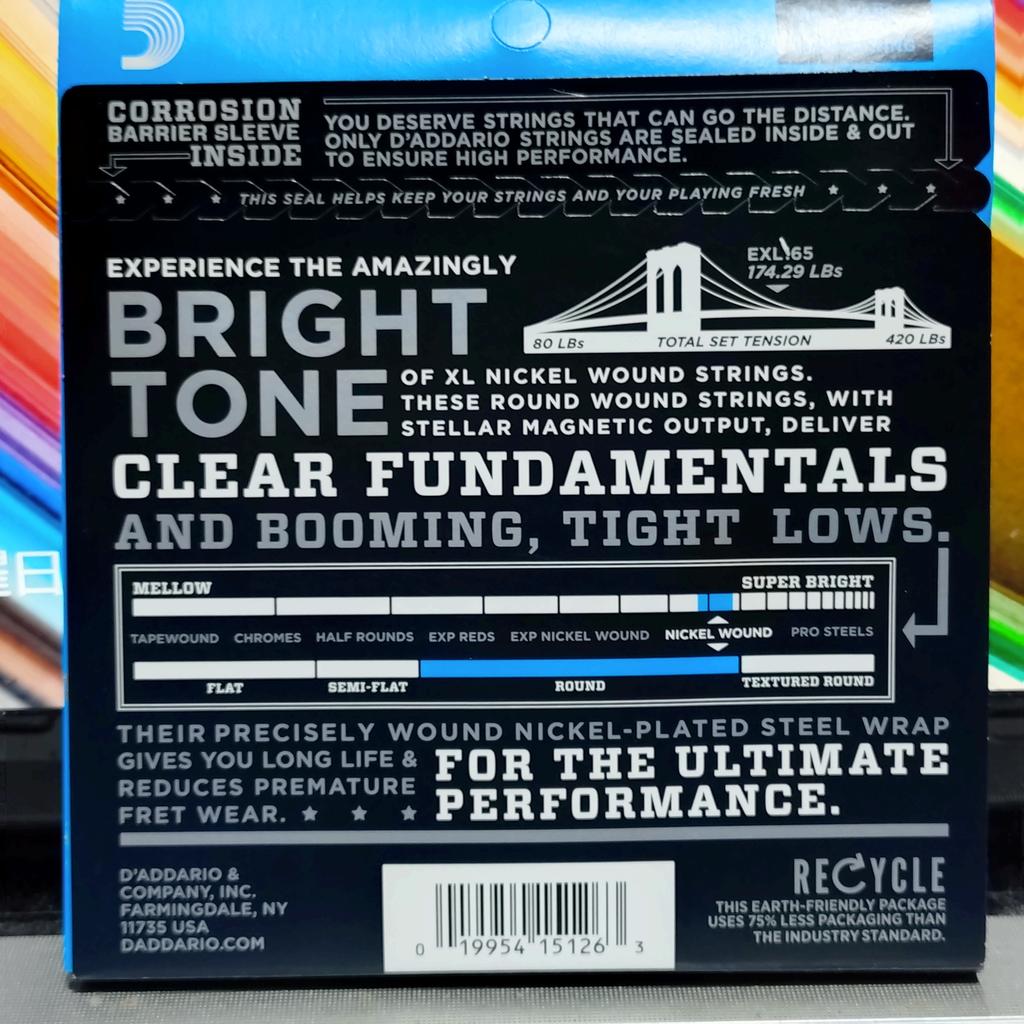 CORROSION
BARRIER SLEEVE
INSIDE
YOU DESERVE STRINGS THAT CAN GO THE DISTANCE.
ONLY D'ADDARIO STRINGS ARE SEALED INSIDE & OUT
TO ENSURE HIGH PERFORMANCE.
THIS SEAL HELPS KEEP YOUR STRINGS AND YOUR PLAYING FRESH
EXPERIENCE THE AMAZINGLY
BRIGHT
TONE
OF XL NICKEL WOUND STRINGS.
THESE ROUND WOUND STRINGS, WITH
STELLAR MAGNETIC OUTPUT, DELIVER
EXL165
174.29 LBs
80 LBs TOTAL SET TENSION 420 LBs
CLEAR FUNDAMENTALS
AND BOOMING, TIGHT LOWS.
MELLOW SUPER BRIGHT
TAPEWOUND CHROMES HALF ROUNDS EXP REDS EXP NICKEL WOUND NICKEL WOUND PRO STEELS
FLAT SEMI-FLAT ROUND TEXTURED ROUND
THEIR PRECISELY WOUND NICKEL-PLATED STEEL WRAP
GIVES YOU LONG LIFE &
REDUCES PREMATURE
FRET WEAR.
FOR THE ULTIMATE
PERFORMANCE.
D'ADDARIO &
COMPANY, INC.
FARMINGDALE, NY
11735 USA
DADDARIO.COM
0 19954 15126 3
RECYCLE
THIS EARTH-FRIENDLY PACKAGE
USES 75% LESS PACKAGING THAN
THE INDUSTRY STANDARD.
日